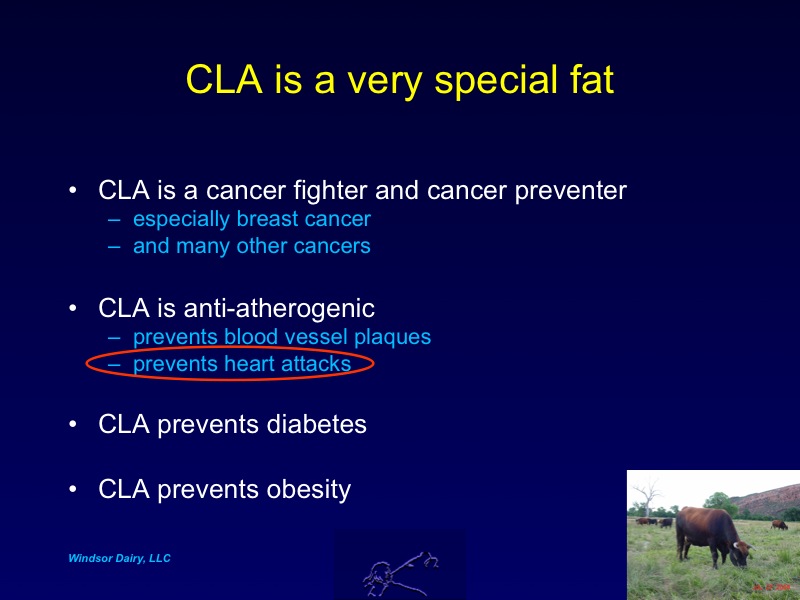 CLA is a very special fat
• CLA is a cancer fighter and cancer preventer
– especially breast cancer
– and many other cancers
• CLA is anti-atherogenic
– prevents blood vessel plaques
– prevents heart attacks
• CLA prevents diabetes
• CLA prevents obesity
Windsor Dairy, LLC